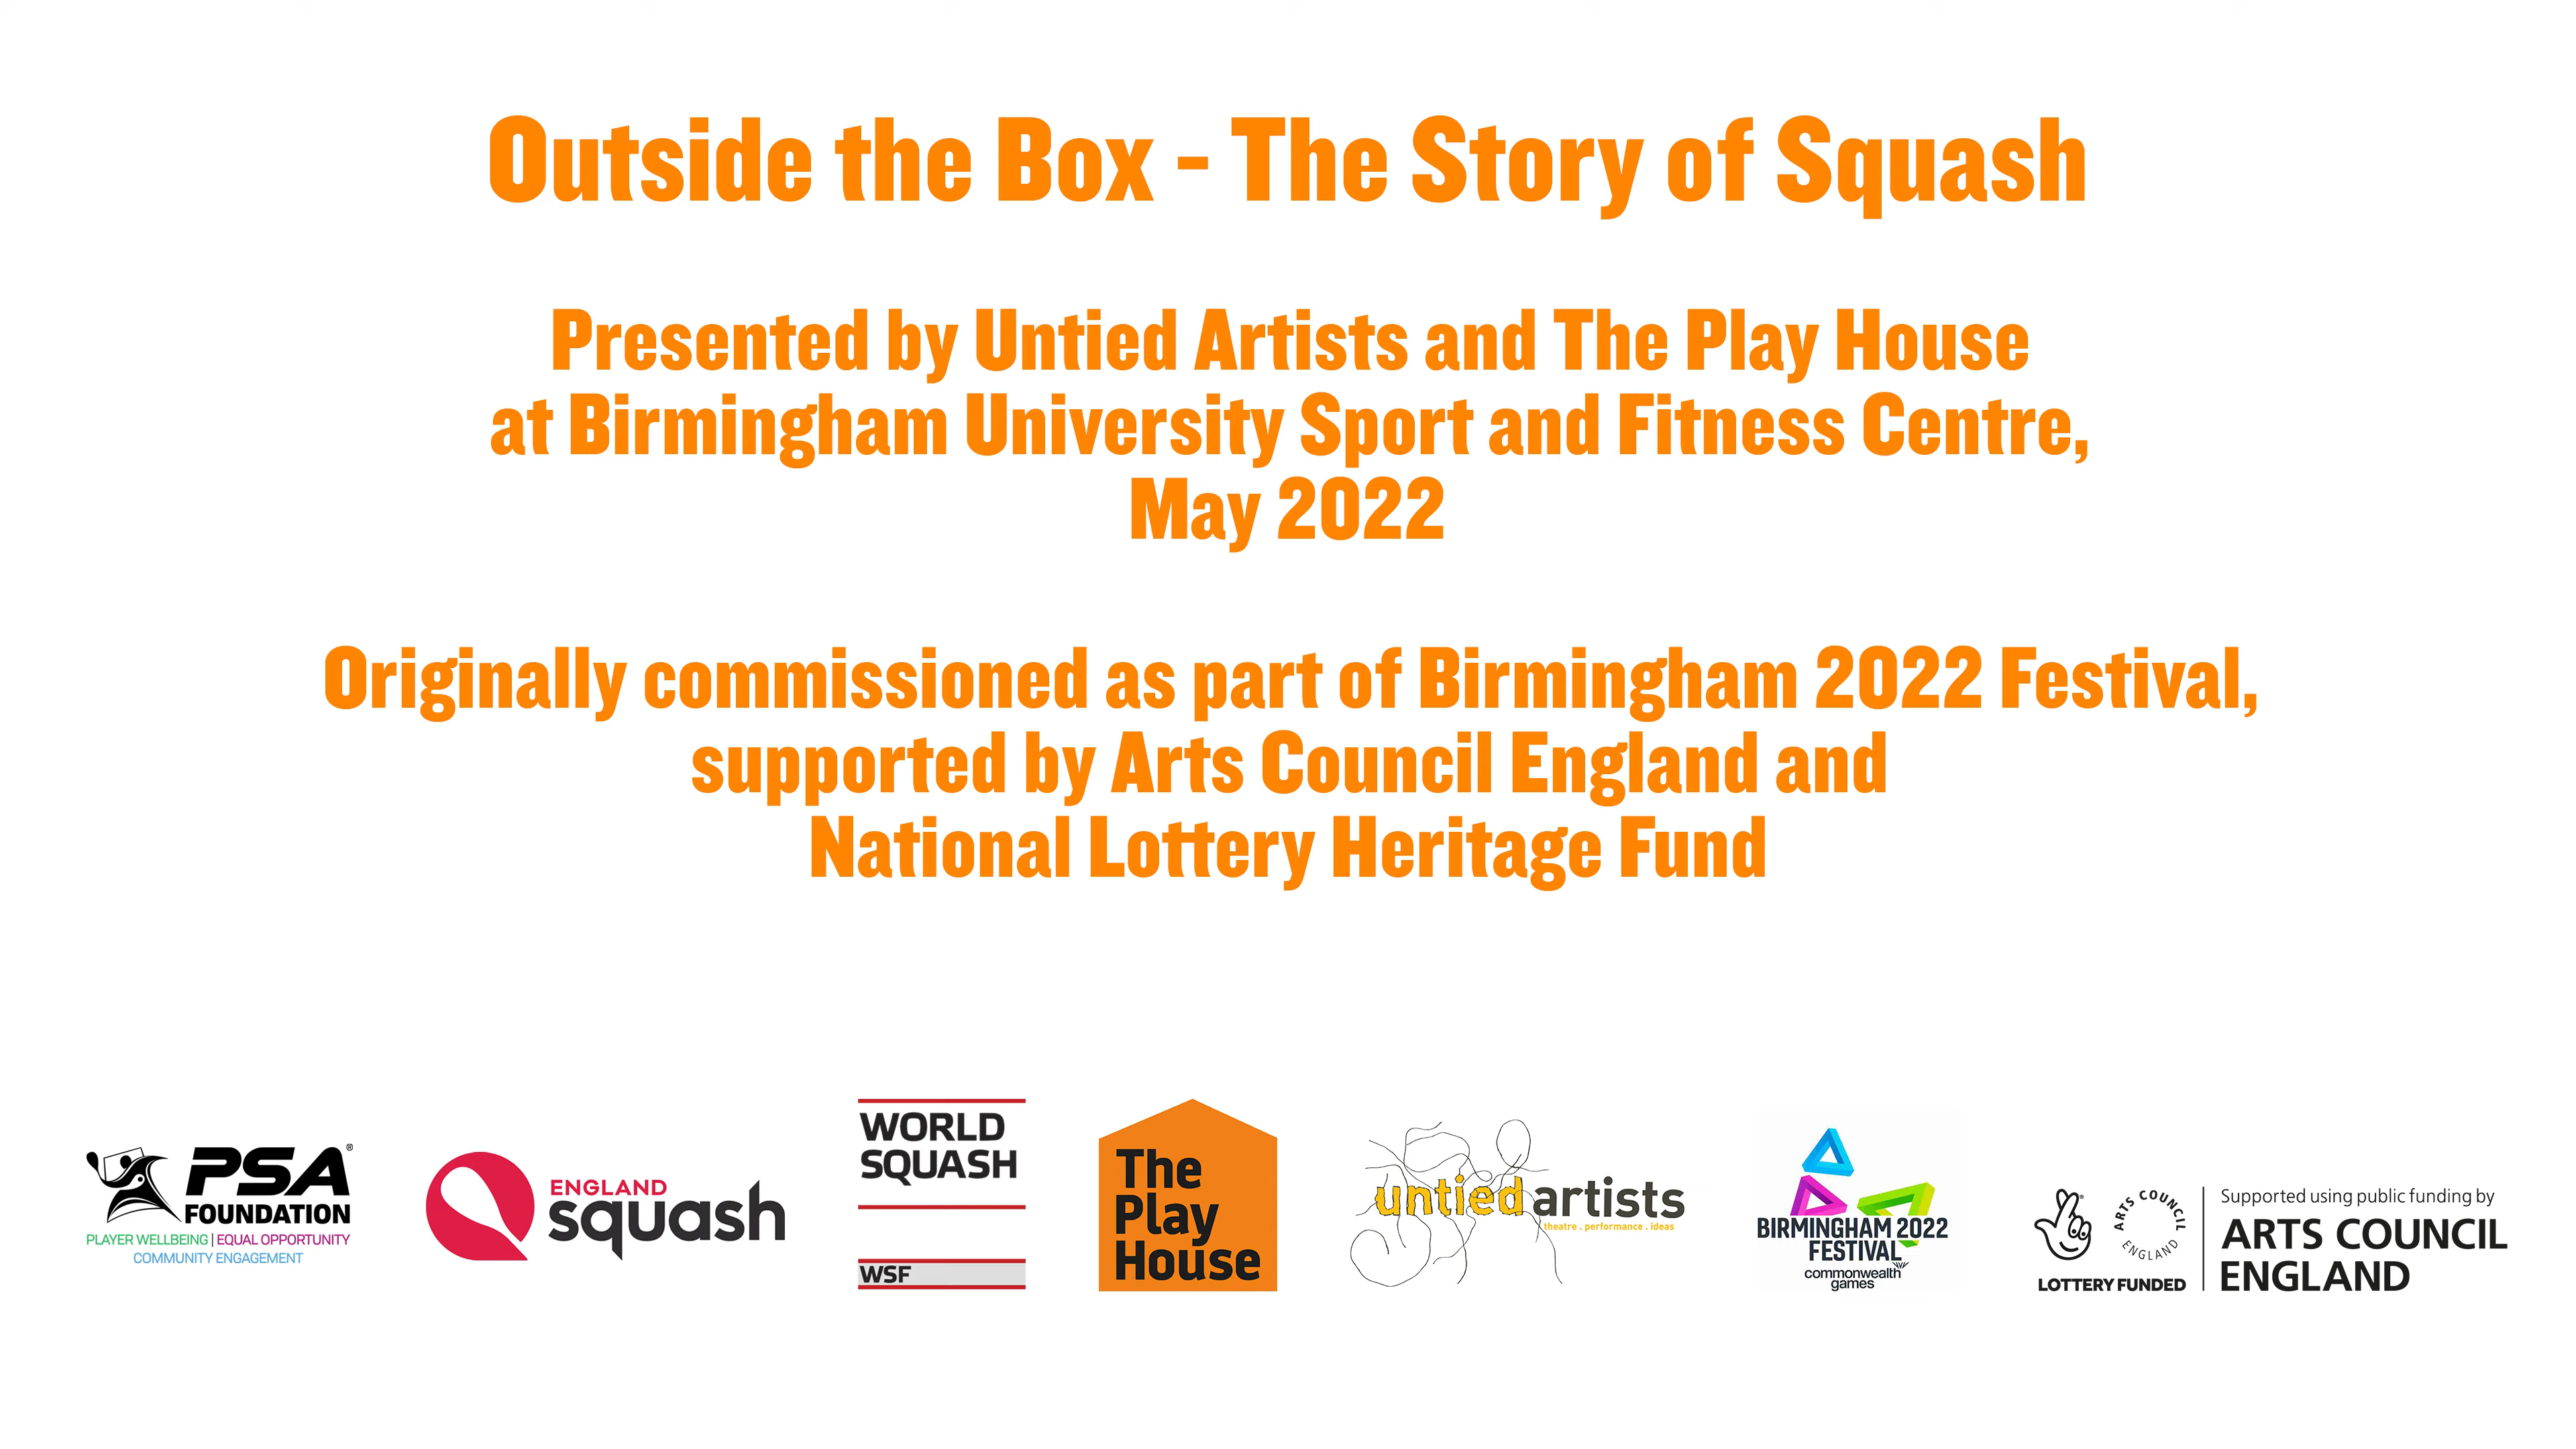 Outside the Box - The Story of Squash
Presented by Untied Artists and The Play House
at Birmingham University Sport and Fitness Centre,
May 2022
Originally commissioned as part of Birmingham 2022 Festival,
supported by Arts Council England and
National Lottery Heritage Fund
PSA®
FOUNDATION
PLAYER WELLBEING | EQUAL OPPORTUNITY
COMMUNITY ENGAGEMENT
ENGLAND
squash
WORLD
SQUASH
WSF
The
Play
House
untied artists
theatre . performance . ideas
BIRMINGHAM 2022
FESTIVAL
commonwealth
games
LOTTERY FUNDED
ARTS COUNCIL
ENGLAND
Supported using public funding by
ARTS COUNCIL
ENGLAND